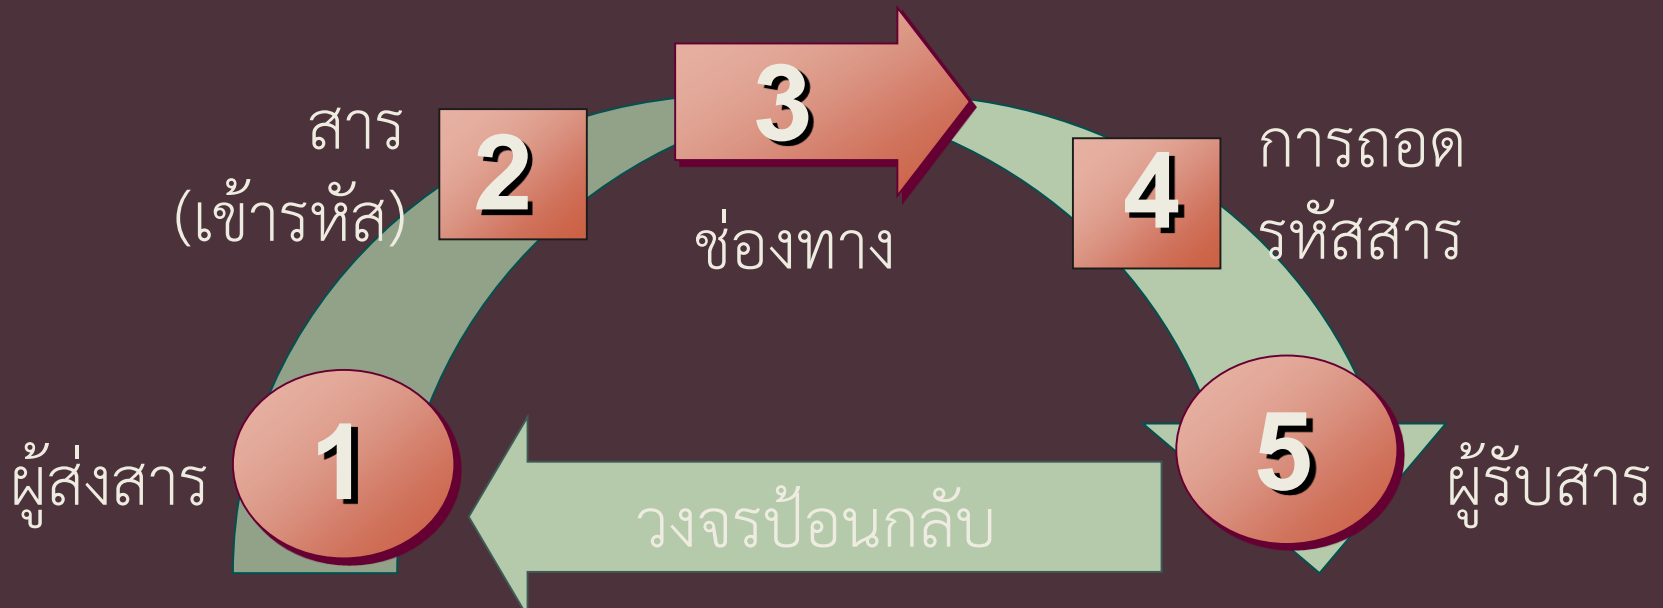 1
ผู้ส่งสาร
2
สาร
(เข้ารหัส)
3
ช่องทาง
4
การถอด
รหัสสาร
5
ผู้รับสาร
วงจรป้อนกลับ